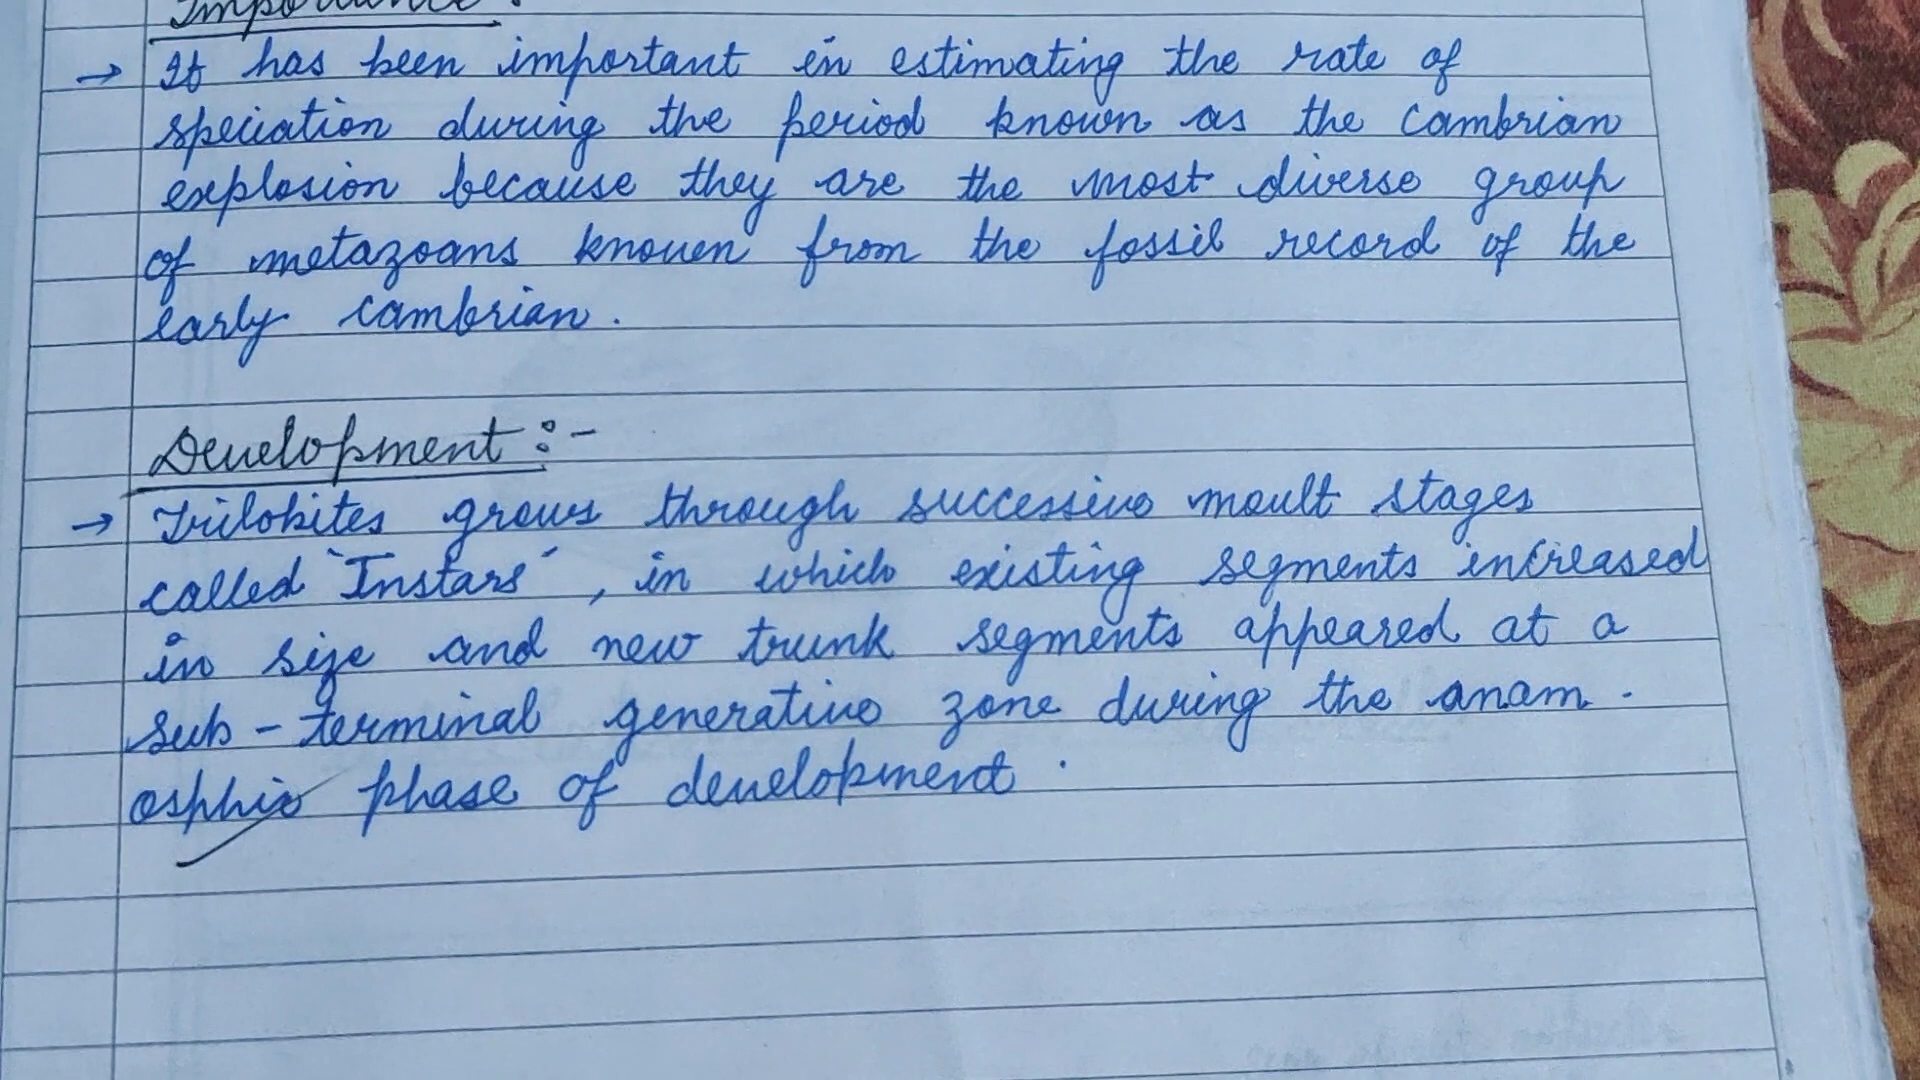 Importance :
→ It has been important in estimating the rate of
speciation during the period known as the Cambrian
explosion because they are the most diverse group
of metazoans known from the fossil record of the
early Cambrian.
Development :-
→ Trilobites grows through successive moult stages
called "Instars", in which existing segments increased
in size and new trunk segments appeared at a
sub-terminal generative zone during the anam.
osphic phase of development.